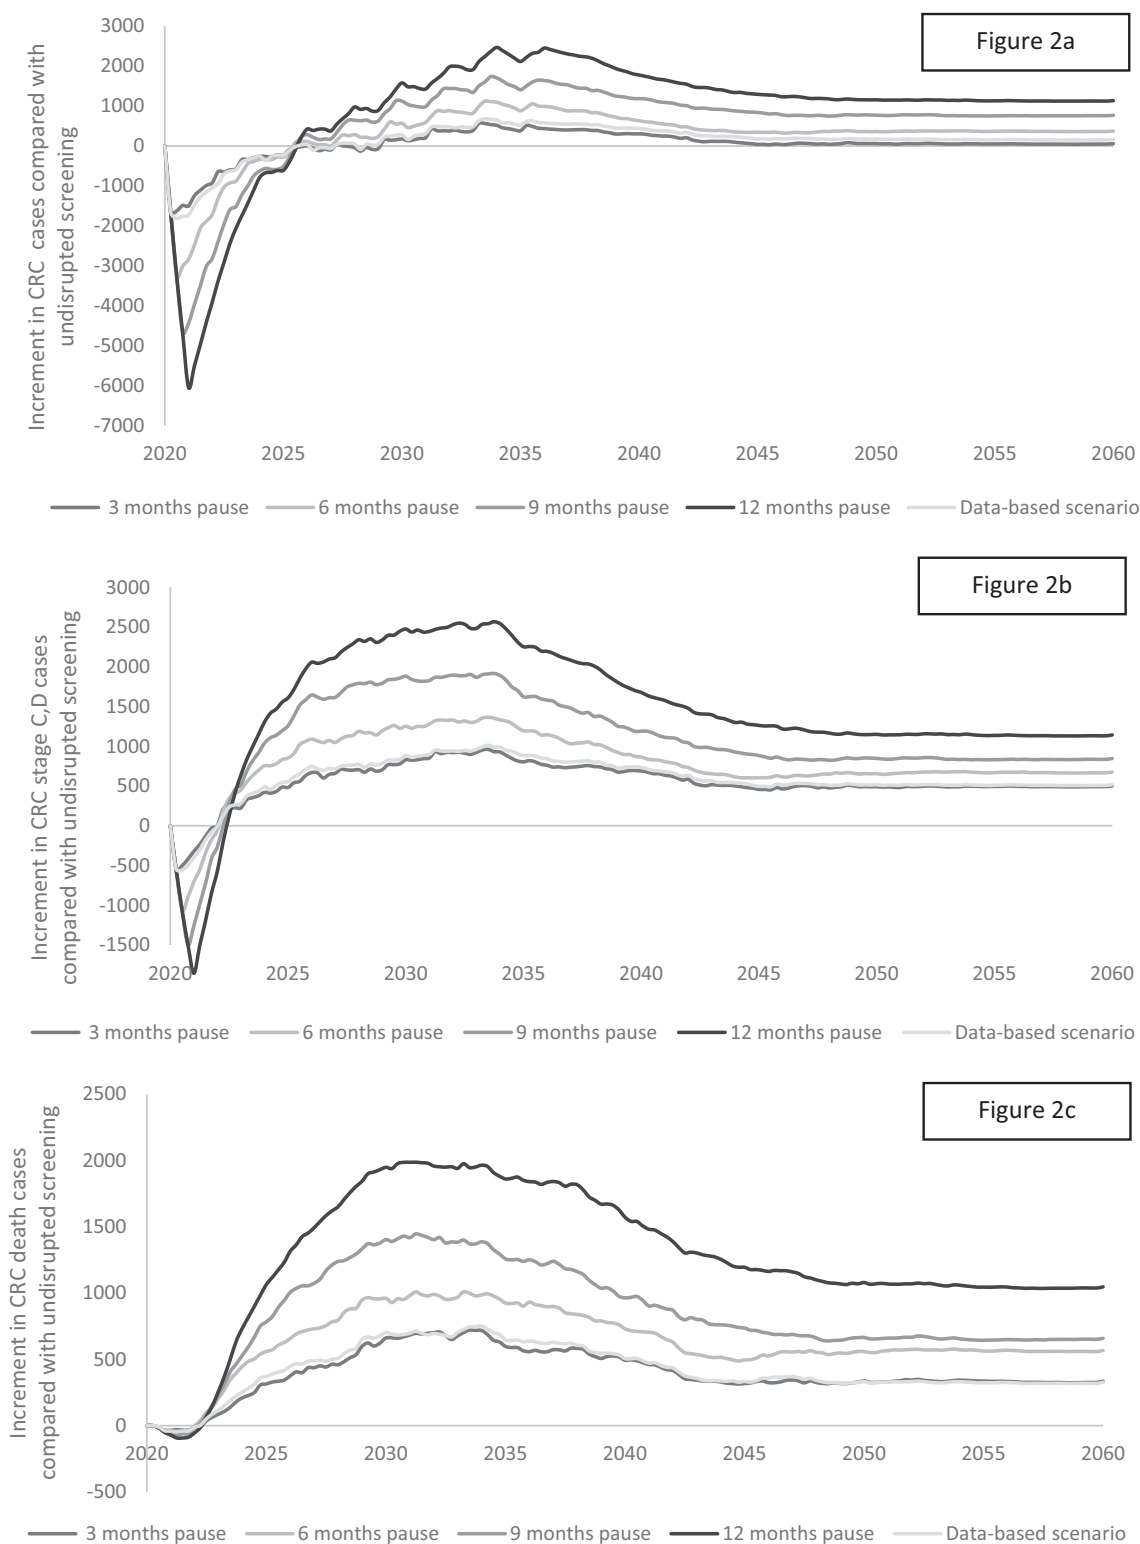 Figure 2a
Increment in CRC cases compared with
undisrupted screening
3000
2000
1000
0
-1000
-2000
-3000
-4000
-5000
-6000
-7000
2020 2025 2030 2035 2040 2045 2050 2055 2060
3 months pause 6 months pause 9 months pause 12 months pause Data-based scenario
Figure 2b
Increment in CRC stage C,D cases
compared with undisrupted screening
3000
2500
2000
1500
1000
500
0
-500
-1000
-1500
2020 2025 2030 2035 2040 2045 2050 2055 2060
3 months pause 6 months pause 9 months pause 12 months pause Data-based scenario
Figure 2c
Increment in CRC death cases
compared with undisrupted screening
2500
2000
1500
1000
500
0
2020 2025 2030 2035 2040 2045 2050 2055 2060
-500
3 months pause 6 months pause 9 months pause 12 months pause Data-based scenario